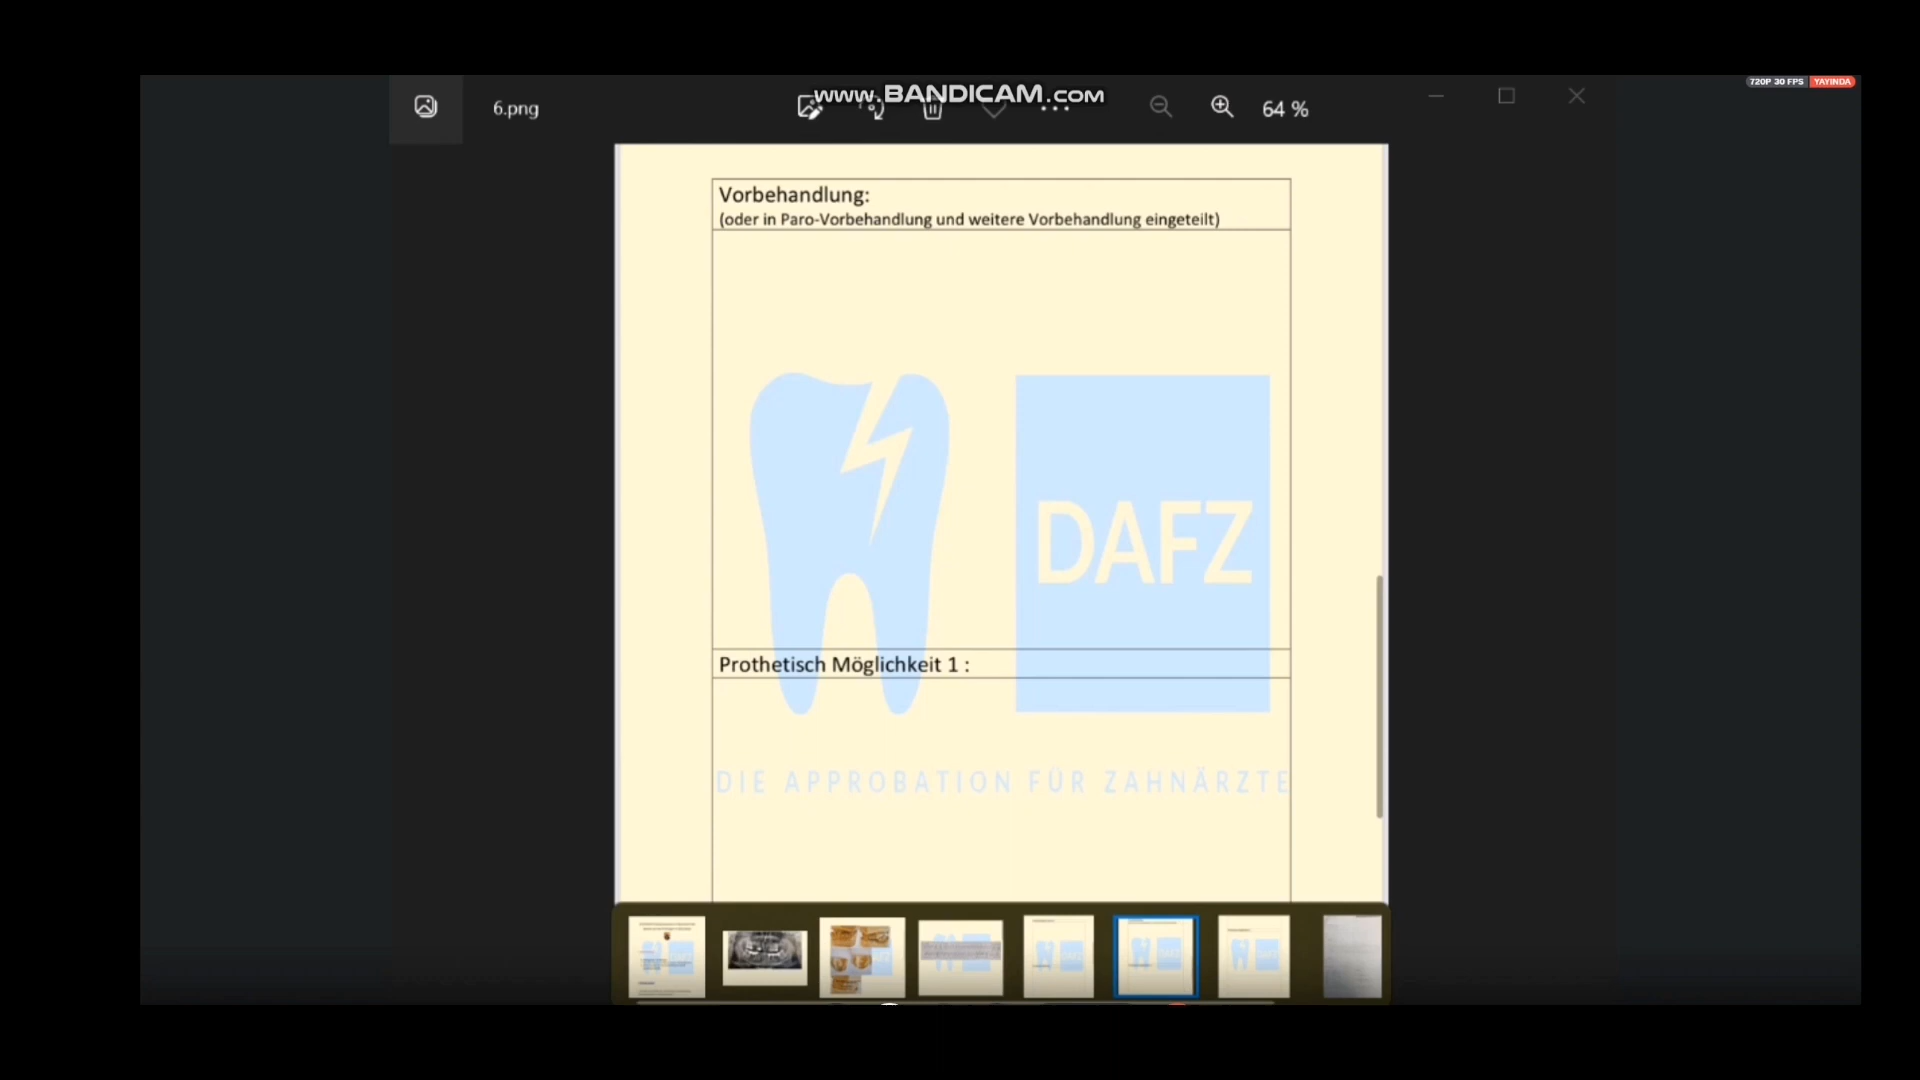 www.BANDICAM.com
720P 30 FPS YAYINDA
6.png
64 %
Vorbehandlung:
(oder in Paro-Vorbehandlung und weitere Vorbehandlung eingeteilt)
DAFZ
Prothetisch Möglichkeit 1 :
DIE APPROBATION FÜR ZAHNÄRZTE